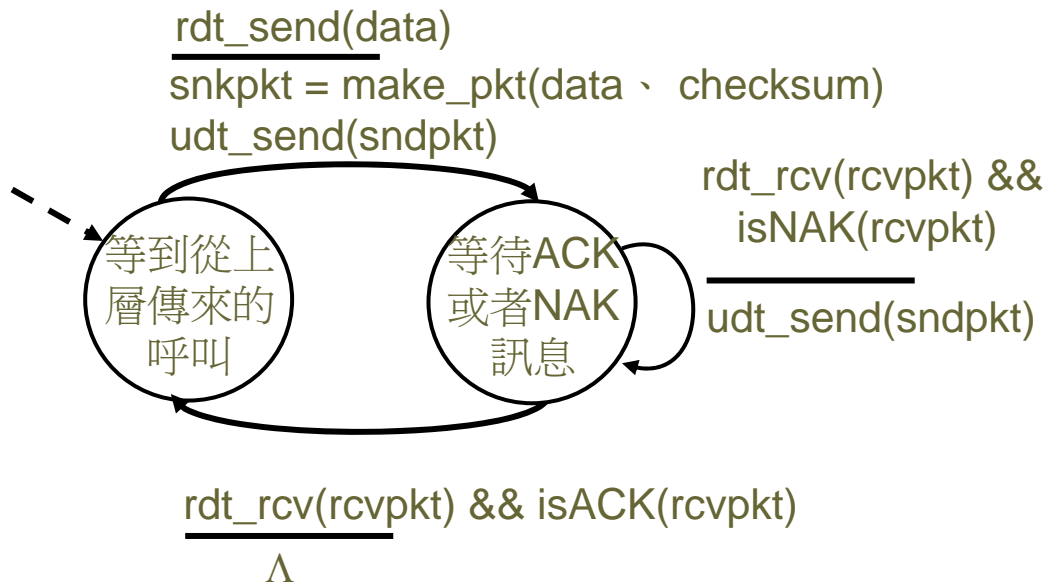 rdt_send(data)
snkpkt = make_pkt(data、 checksum)
udt_send(sndpkt)
等到從上
層傳來的
呼叫
等待ACK
或者NAK
訊息
rdt_rcv(rcvpkt) &&
isNAK(rcvpkt)
udt_send(sndpkt)
rdt_rcv(rcvpkt) && isACK(rcvpkt)
Λ